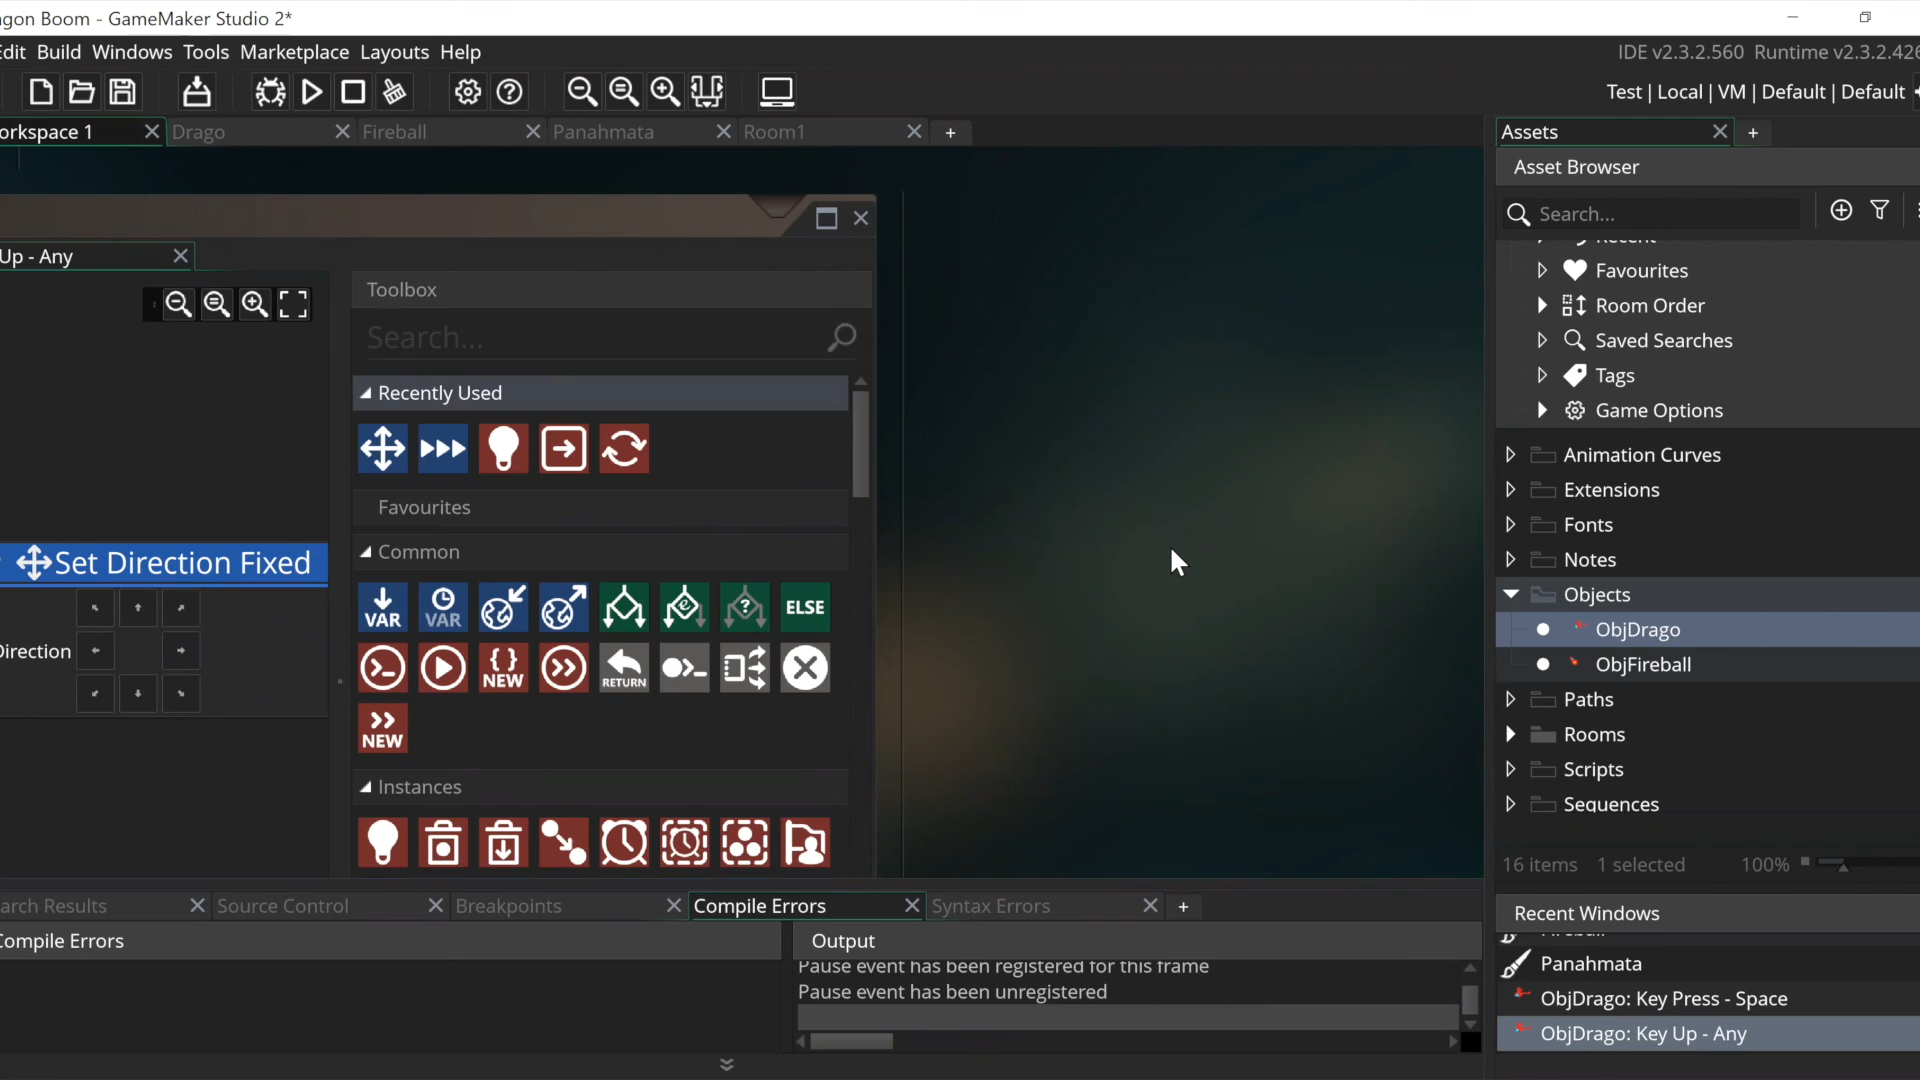 gon Boom - GameMaker Studio 2*
dit Build Windows Tools Marketplace Layouts Help
IDE v2.3.2.560 Runtime v2.3.2.426
Test | Local | VM | Default | Default
orkspace 1
Drago
Fireball
Panahmata
Room1
+
Assets
+
Asset Browser
Search...
Recent
Favourites
Room Order
Saved Searches
Tags
Game Options
Animation Curves
Extensions
Fonts
Notes
Objects
ObjDrago
ObjFireball
Paths
Rooms
Scripts
Sequences
16 items 1 selected 100%
Recent Windows
Fireball
Panahmata
ObjDrago: Key Press - Space
ObjDrago: Key Up - Any
Up - Any
Set Direction Fixed
irection
Toolbox
Search...
Recently Used
Favourites
Common
VAR
VAR
ELSE
NEW
RETURN
NEW
Instances
arch Results
Source Control
Breakpoints
Compile Errors
Syntax Errors
+
ompile Errors
Output
Pause event has been registered for this frame
Pause event has been unregistered